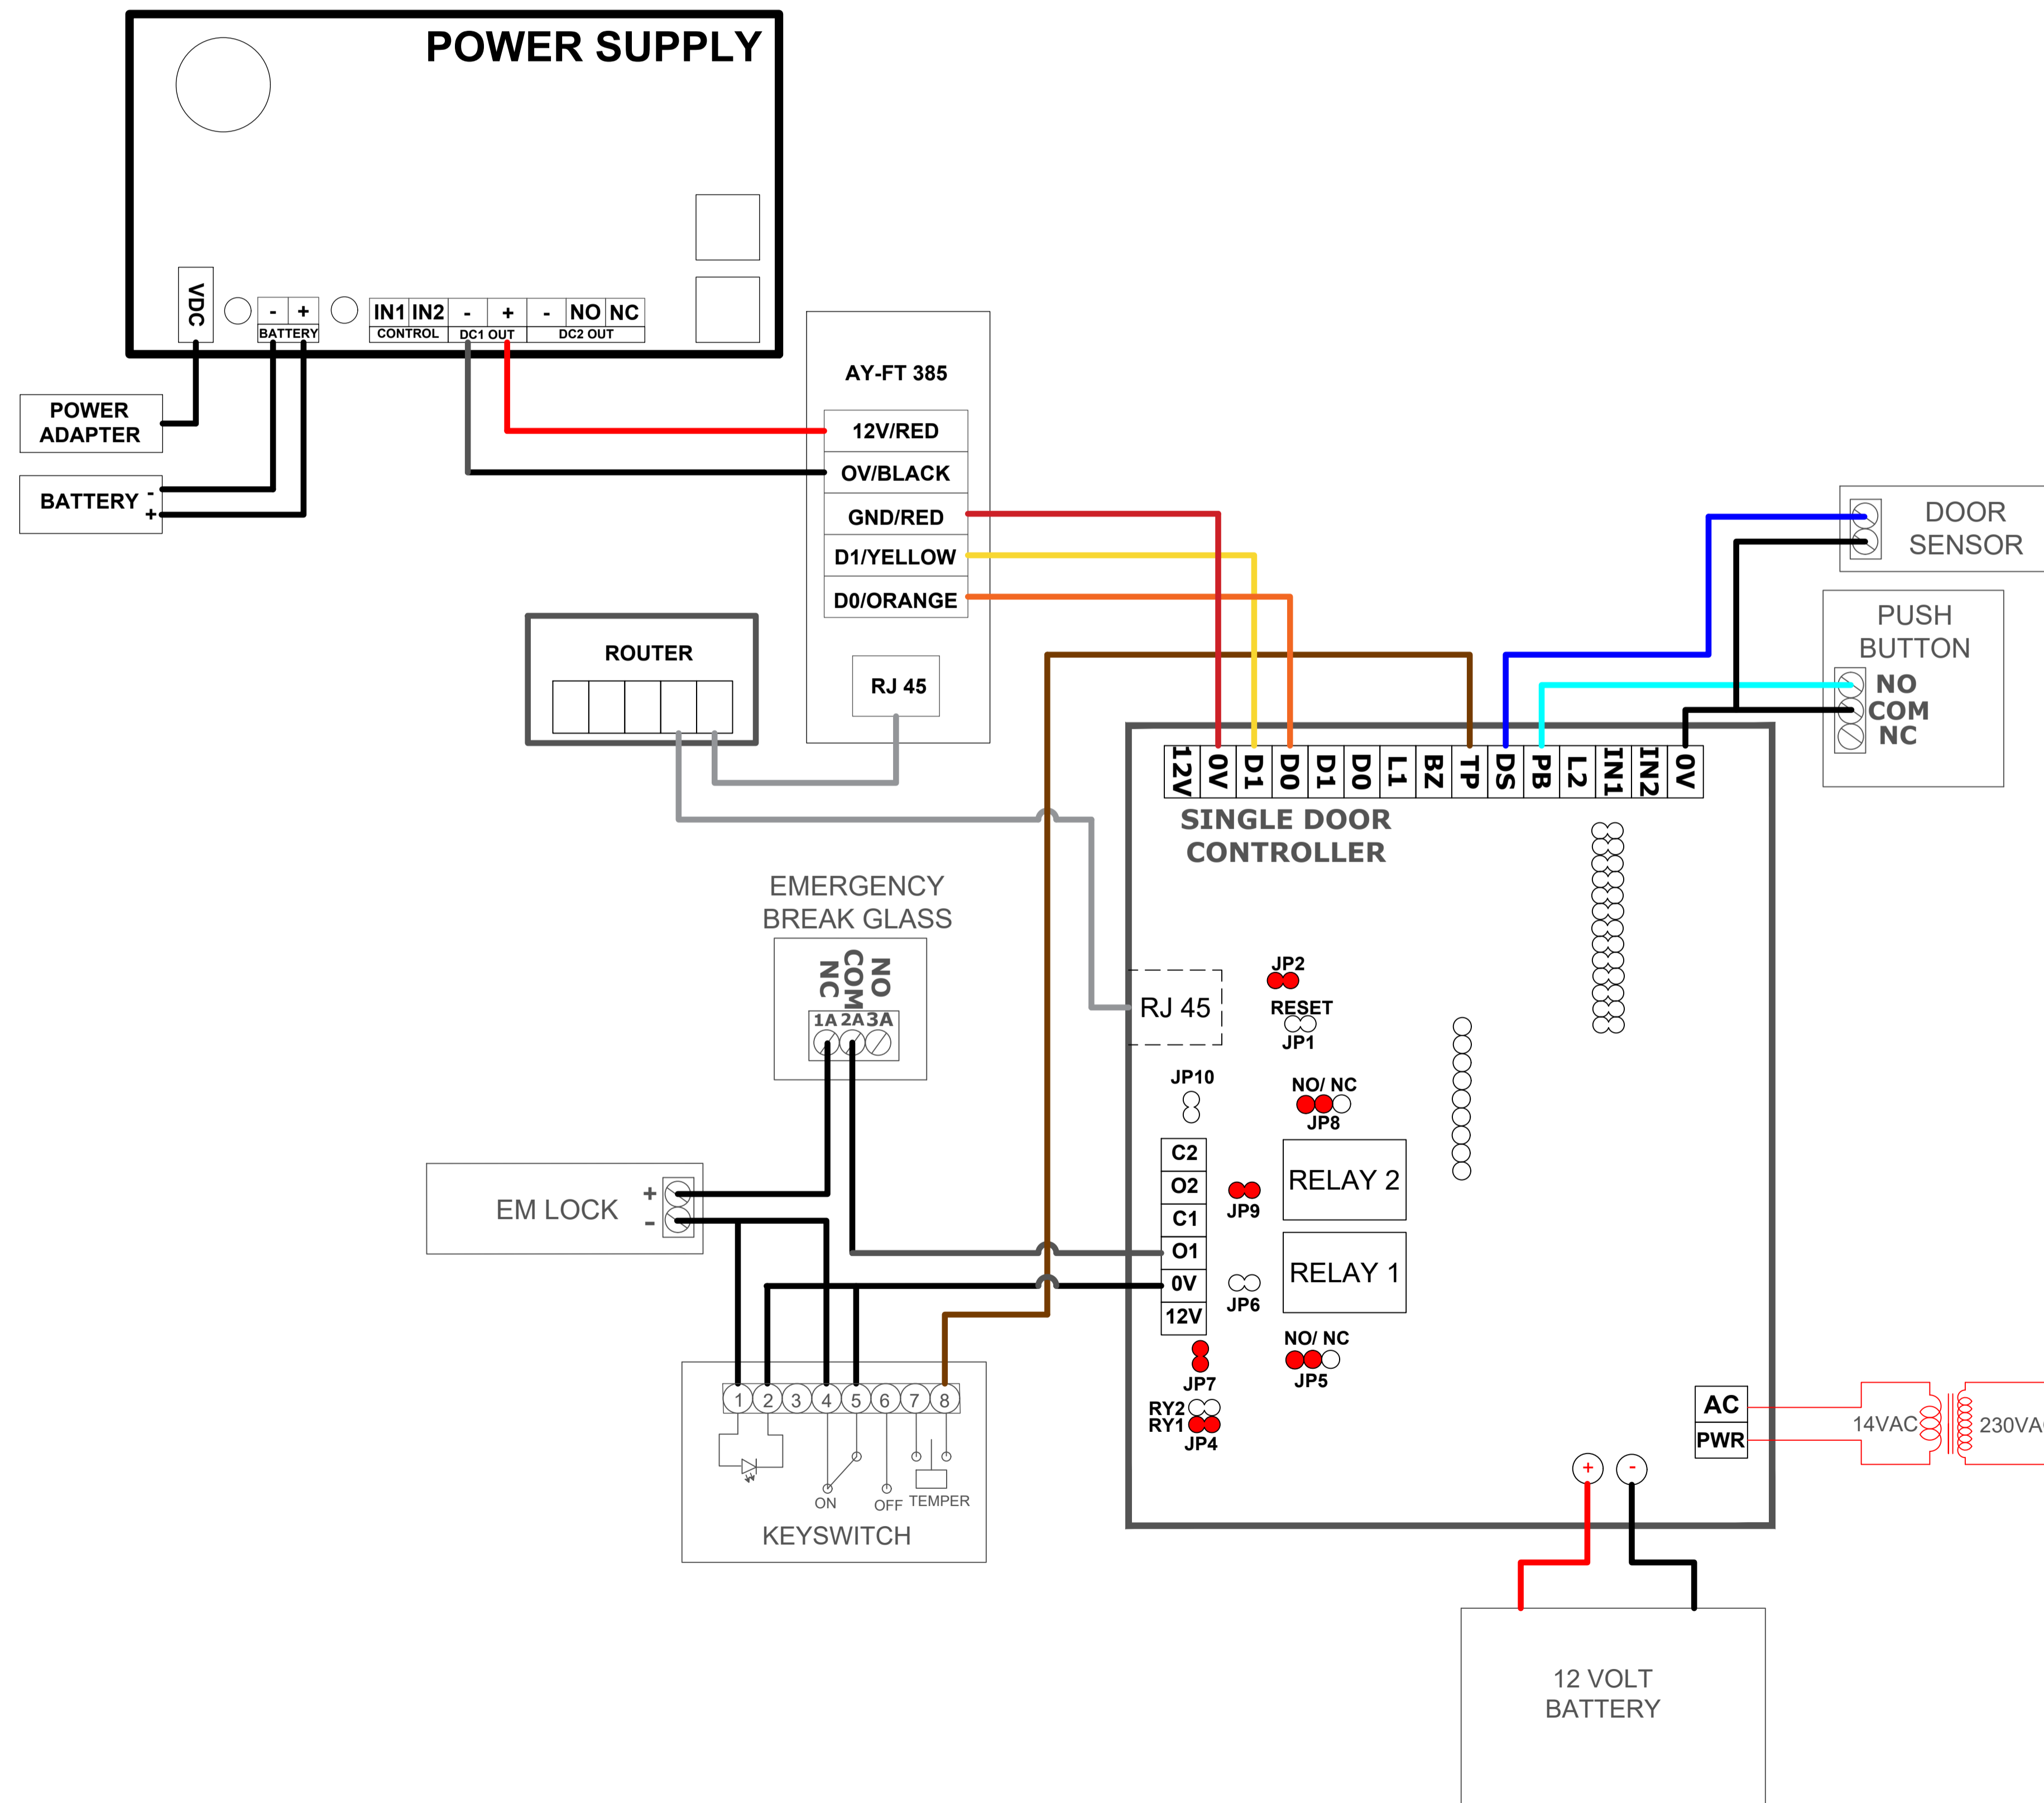 POWER SUPPLY
VDC
- +
BATTERY
IN1 IN2 - + - NO NC
CONTROL DC1 OUT DC2 OUT
POWER
ADAPTER
BATTERY -
+
AY-FT 385
12V/RED
OV/BLACK
GND/RED
D1/YELLOW
D0/ORANGE
RJ 45
ROUTER
DOOR
SENSOR
PUSH
BUTTON
NO
COM
NC
12V 0V D1 D0 D1 D0 L1 BZ TP DS PB L2 IN1 IN2 0V
SINGLE DOOR
CONTROLLER
EMERGENCY
BREAK GLASS
NC COM NO
1A 2A 3A
RJ 45
JP2
RESET
JP1
JP10
NO/ NC
JP8
C2
O2
C1
O1
0V
12V
JP9
RELAY 2
JP6
RELAY 1
NO/ NC
JP5
JP7
RY2
RY1
JP4
EM LOCK +
-
1 2 3 4 5 6 7 8
ON OFF TEMPER
KEYSWITCH
AC
PWR
14VAC 230VA
+ -
12 VOLT
BATTERY